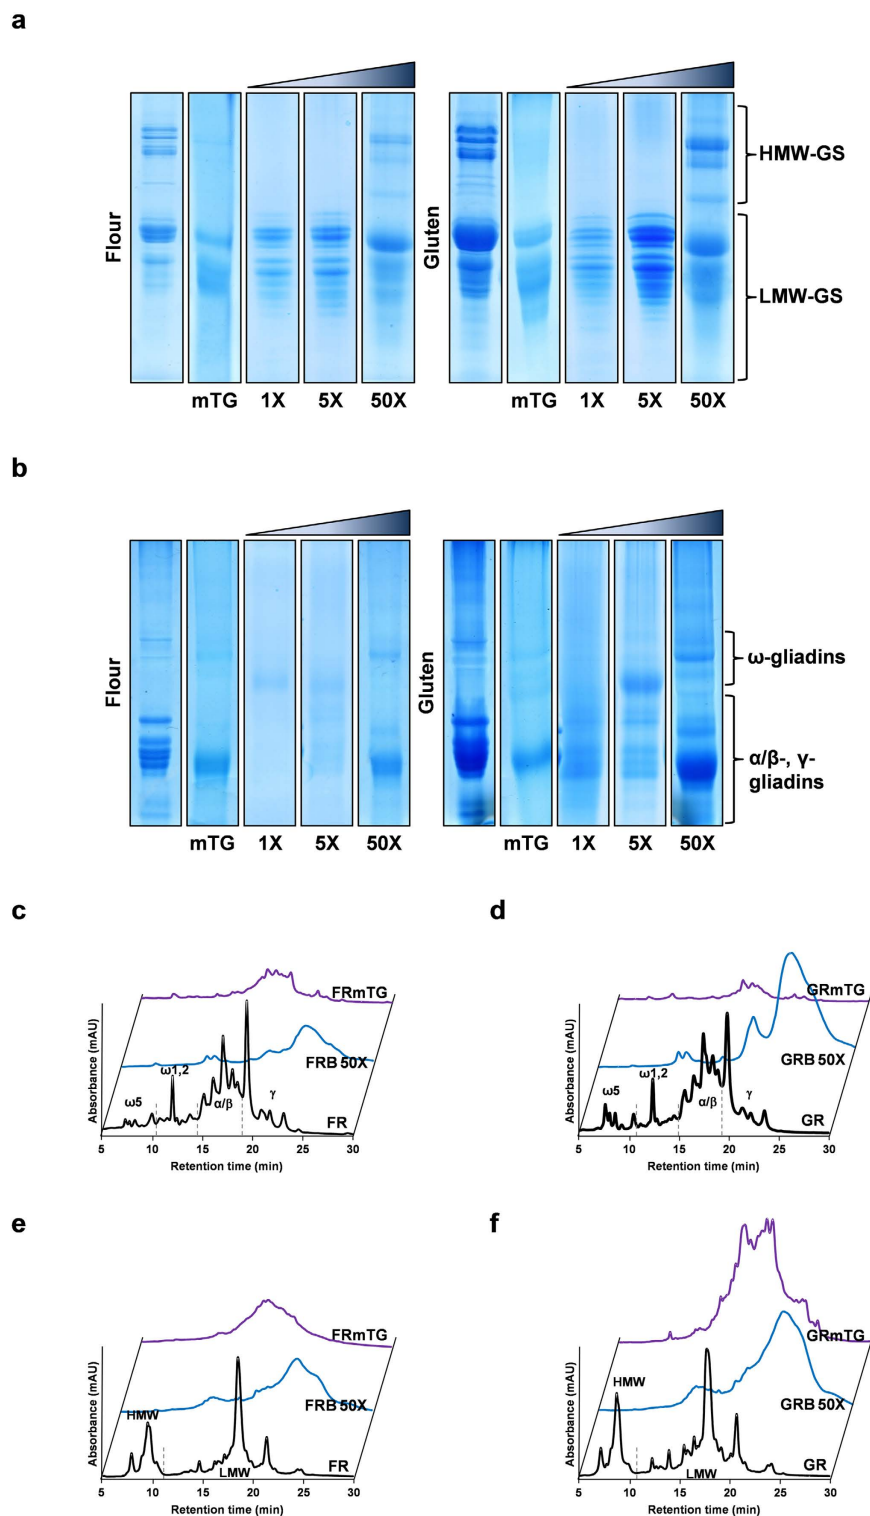 a
Flour
Gluten
HMW-GS
LMW-GS
mTG 1X 5X 50X mTG 1X 5X 50X
b
Flour
Gluten
ω-gliadins
α/β-, γ-
gliadins
mTG 1X 5X 50X mTG 1X 5X 50X
c
FRmTG
FRB 50X
FR
ω5
ω1,2
α/β
γ
Absorbance (mAU)
5 10 15 20 25 30
Retention time (min)
d
GRmTG
GRB 50X
GR
ω5
ω1,2
α/β
γ
Absorbance (mAU)
5 10 15 20 25 30
Retention time (min)
e
FRmTG
FRB 50X
FR
HMW
LMW
Absorbance (mAU)
5 10 15 20 25 30
Retention time (min)
f
GRmTG
GRB 50X
GR
HMW
LMW
Absorbance (mAU)
5 10 15 20 25 30
Retention time (min)